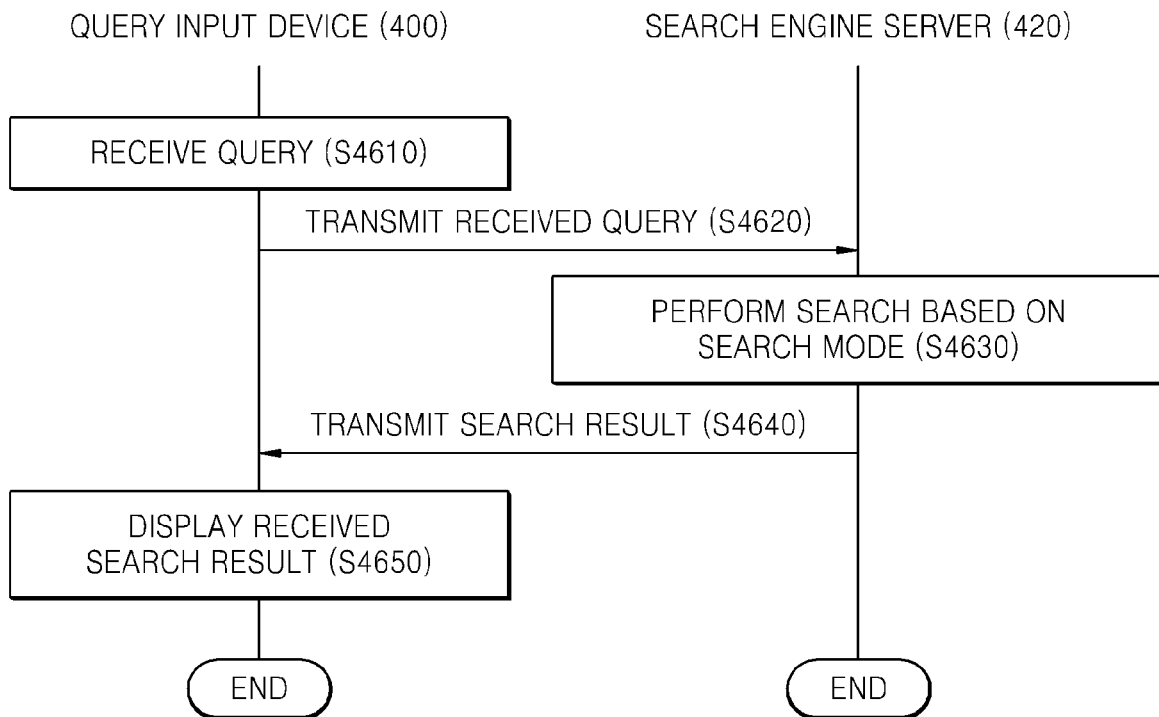 QUERY INPUT DEVICE (400)
SEARCH ENGINE SERVER (420)
RECEIVE QUERY (S4610)
TRANSMIT RECEIVED QUERY (S4620)
PERFORM SEARCH BASED ON
SEARCH MODE (S4630)
TRANSMIT SEARCH RESULT (S4640)
DISPLAY RECEIVED
SEARCH RESULT (S4650)
END
END